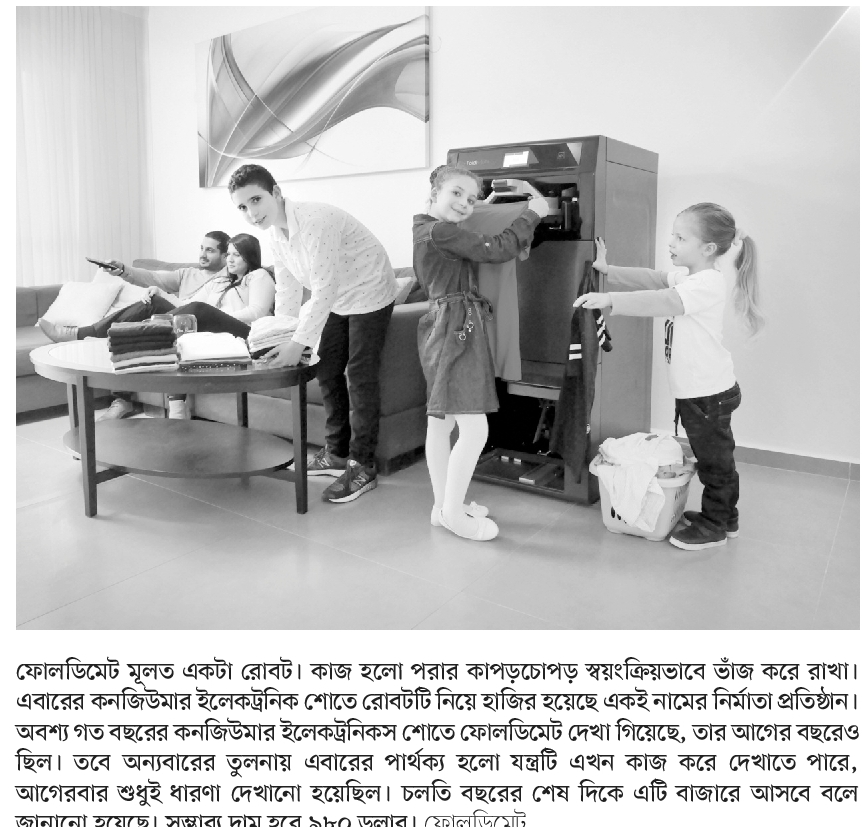 ফোলডিমেট মূলত একটা রোবট। কাজ হলো পরার কাপড়চোপড় স্বয়ংক্রিয়ভাবে ভাঁজ করে রাখা।
এবারের কনজিউমার ইলেকট্রনিক শোতে রোবটটি নিয়ে হাজির হয়েছে একই নামের নির্মাতা প্রতিষ্ঠান।
অবশ্য গত বছরের কনজিউমার ইলেকট্রনিকস শোতে ফোলডিমেট দেখা গিয়েছে, তার আগের বছরেও
ছিল। তবে অন্যবারের তুলনায় এবারের পার্থক্য হলো যন্ত্রটি এখন কাজ করে দেখাতে পারে,
আগেরবার শুধুই ধারণা দেখানো হয়েছিল। চলতি বছরের শেষ দিকে এটি বাজারে আসবে বলে
জানানো হয়েছে। সম্ভাব্য দাম হবে ৯৮০ ডলার। ফোলডিমেট